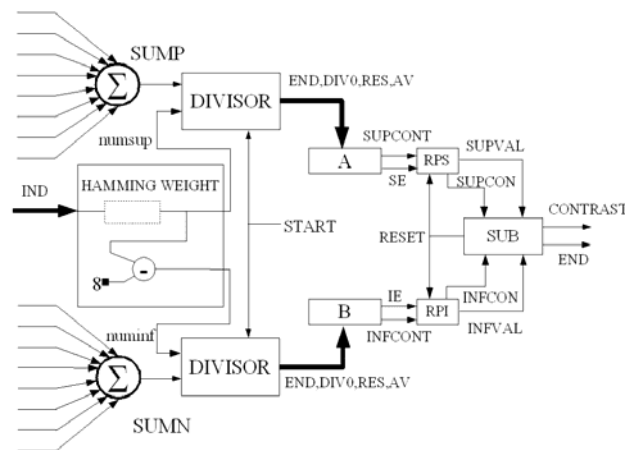 SUMP
Σ
DIVISOR
END,DIV0,RES,AV
numsup
SUPCONT
A
SE
RPS
SUPVAL
SUPCON
IND
HAMMING WEIGHT
START
RESET
SUB
CONTRAST
END
8
-
B
IE
INFCONT
RPI
INFCON
INFVAL
numinf
Σ
DIVISOR
END,DIV0,RES,AV
SUMN